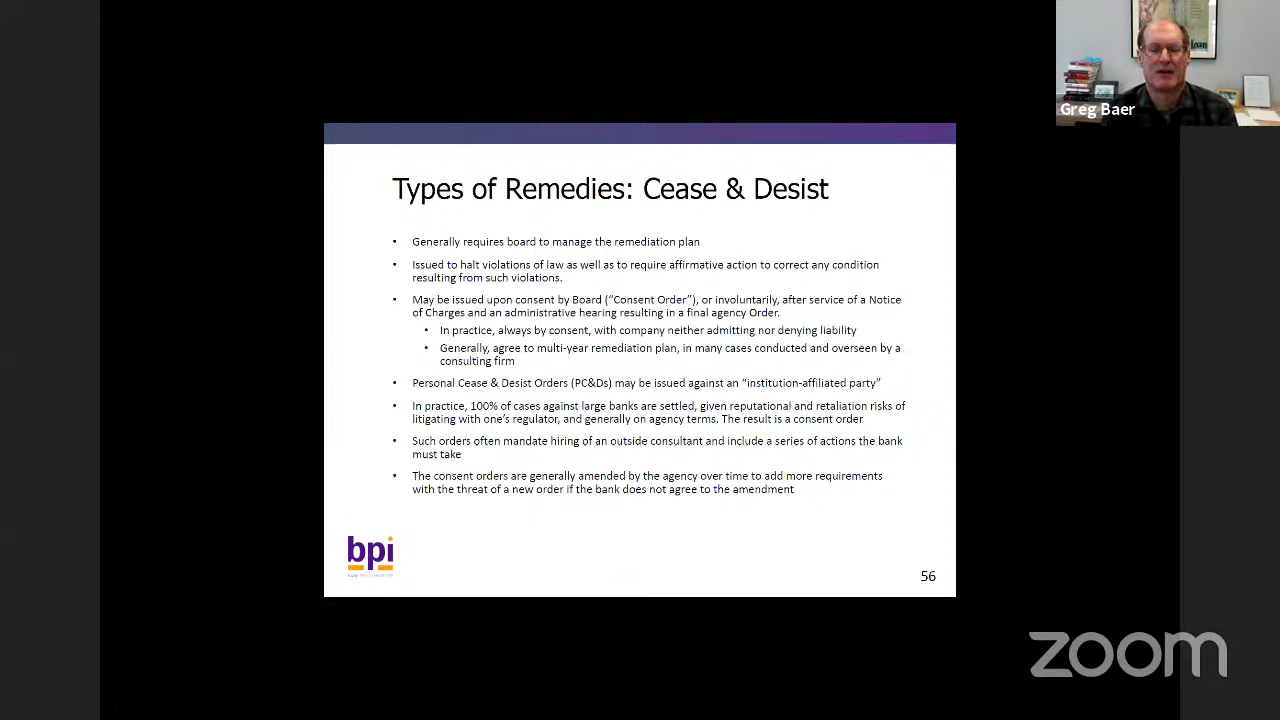 Loan
Greg Baer
Types of Remedies: Cease & Desist
• Generally requires board to manage the remediation plan
• Issued to halt violations of law as well as to require affirmative action to correct any condition
resulting from such violations.
• May be issued upon consent by Board (“Consent Order”), or involuntarily, after service of a Notice
of Charges and an administrative hearing resulting in a final agency Order.
• In practice, always by consent, with company neither admitting nor denying liability
• Generally, agree to multi-year remediation plan, in many cases conducted and overseen by a
consulting firm
• Personal Cease & Desist Orders (PC&Ds) may be issued against an “institution-affiliated party”
• In practice, 100% of cases against large banks are settled, given reputational and retaliation risks of
litigating with one’s regulator, and generally on agency terms. The result is a consent order
• Such orders often mandate hiring of an outside consultant and include a series of actions the bank
must take
• The consent orders are generally amended by the agency over time to add more requirements
with the threat of a new order if the bank does not agree to the amendment
bpi
56
zoom